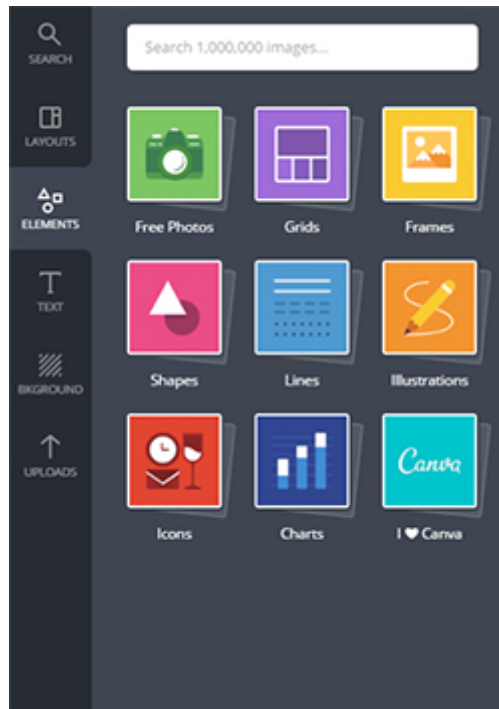 SEARCH
LAYOUTS
ELEMENTS
TEXT
BKGROUND
UPLOADS
Search 1,000,000 images...
Free Photos Grids Frames
Shapes Lines Illustrations
Canva
Icons Charts I ♥ Canva